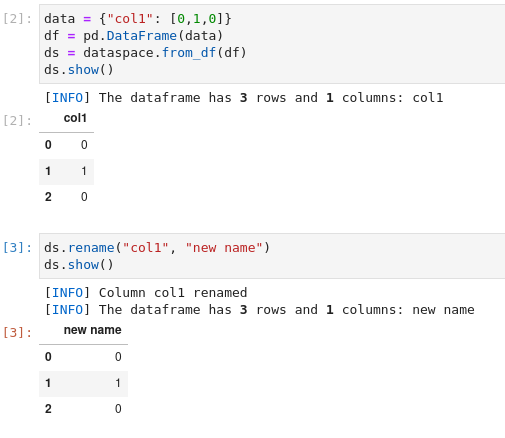 [2]: data = {"col1": [0,1,0]}
df = pd.DataFrame(data)
ds = dataspace.from_df(df)
ds.show()
[INFO] The dataframe has 3 rows and 1 columns: col1
[2]: col1
0 0
1 1
2 0
[3]: ds.rename("col1", "new name")
ds.show()
[INFO] Column col1 renamed
[INFO] The dataframe has 3 rows and 1 columns: new name
[3]: new name
0 0
1 1
2 0